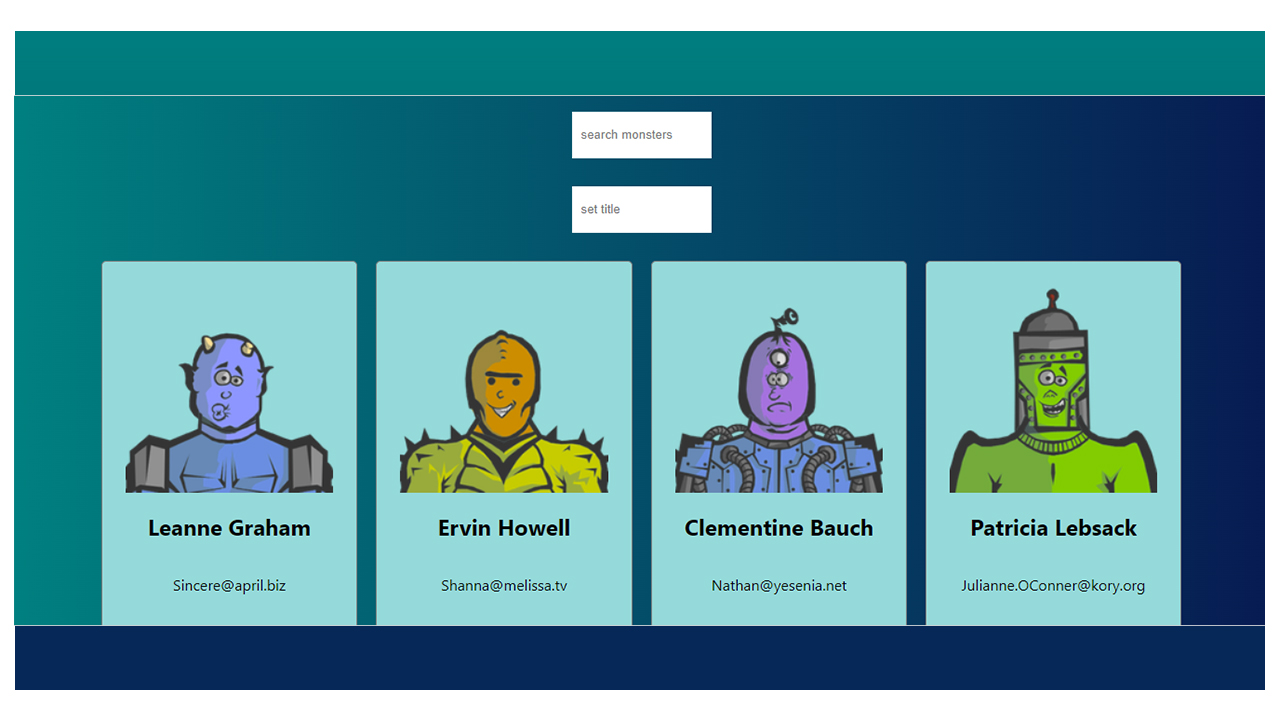 search monsters
set title
Leanne Graham
Ervin Howell
Clementine Bauch
Patricia Lebsack
Sincere@april.biz
Shanna@melissa.tv
Nathan@yesenia.net
Julianne.OConner@kory.org